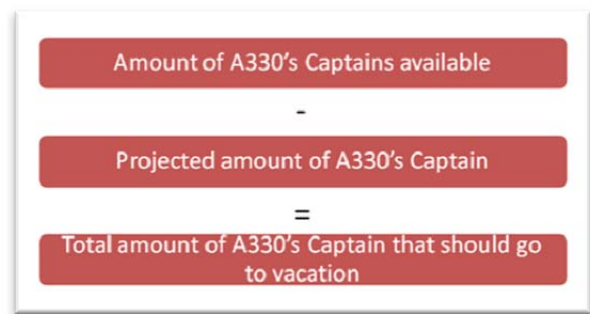 Amount of A330's Captains available
-
Projected amount of A330's Captain
=
Total amount of A330's Captain that should go
to vacation